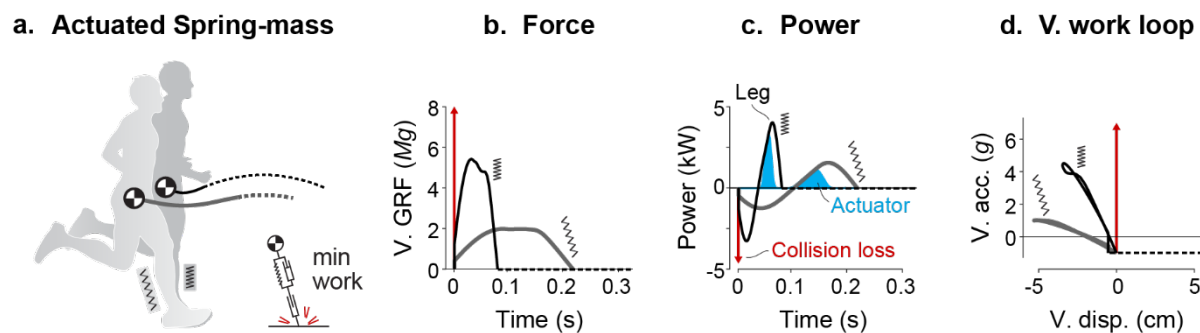 a. Actuated Spring-mass
min
work
b. Force
V. GRF (Mg)
8
6
4
2
0
0 0.1 0.2 0.3
Time (s)
c. Power
Leg
Power (kW)
5
0
-5
Actuator
Collision loss
0 0.1 0.2 0.3
Time (s)
d. V. work loop
V. acc. (g)
6
4
2
0
-5 0 5
V. disp. (cm)